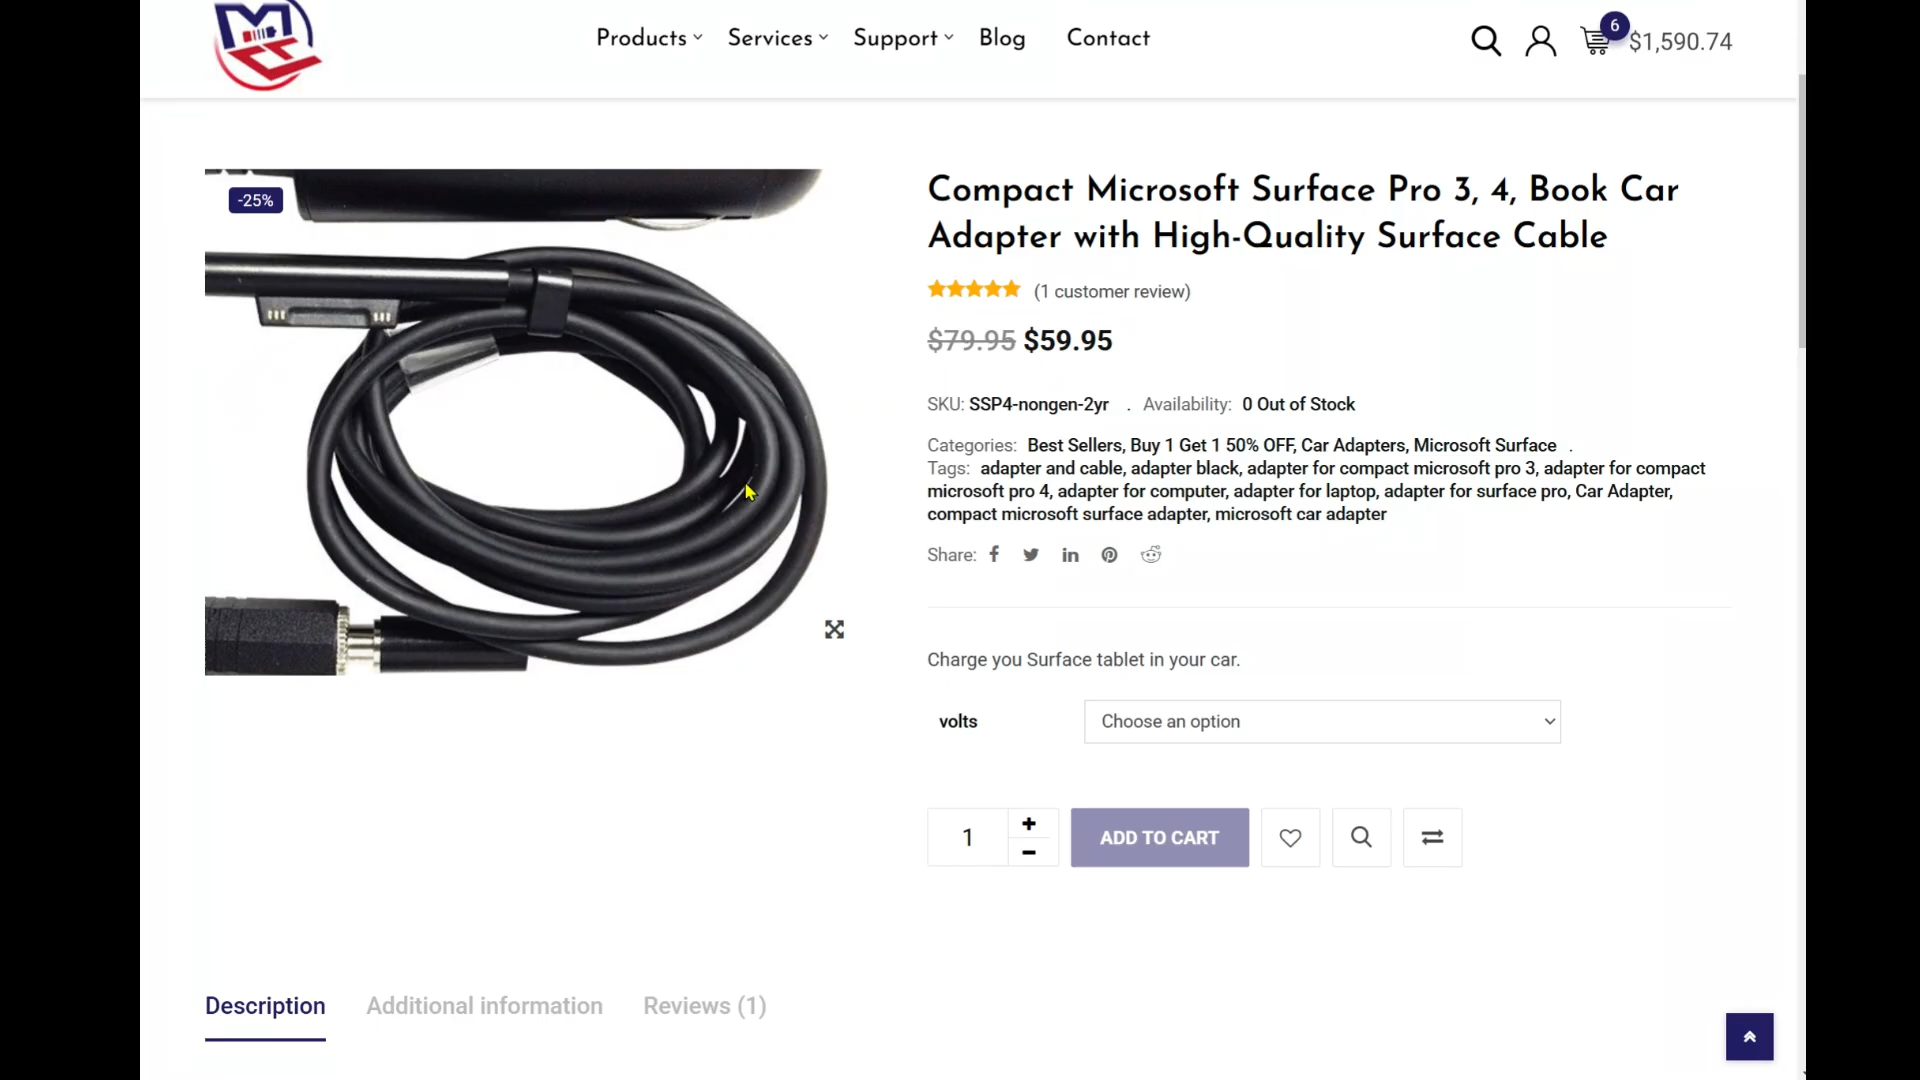 Products
Services
Support
Blog
Contact
6
$1,590.74
-25%
Compact Microsoft Surface Pro 3, 4, Book Car
Adapter with High-Quality Surface Cable
(1 customer review)
$79.95 $59.95
SKU: SSP4-nongen-2yr . Availability: 0 Out of Stock
Categories: Best Sellers, Buy 1 Get 1 50% OFF, Car Adapters, Microsoft Surface .
Tags: adapter and cable, adapter black, adapter for compact microsoft pro 3, adapter for compact
microsoft pro 4, adapter for computer, adapter for laptop, adapter for surface pro, Car Adapter,
compact microsoft surface adapter, microsoft car adapter
Share:
Charge you Surface tablet in your car.
volts
Choose an option
1
+
-
ADD TO CART
Description
Additional information
Reviews (1)